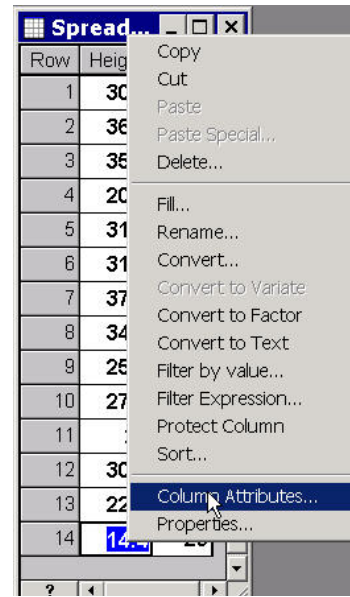 Spread...
Row Heig
1 30
2 36
3 35
4 20
5 31
6 31
7 37
8 34
9 25
10 27
11
12 30
13 22
14 14.4 20
?
Copy
Cut
Paste
Paste Special...
Delete...
Fill...
Rename...
Convert...
Convert to Variate
Convert to Factor
Convert to Text
Filter by value...
Filter Expression...
Protect Column
Sort...
Column Attributes...
Properties...